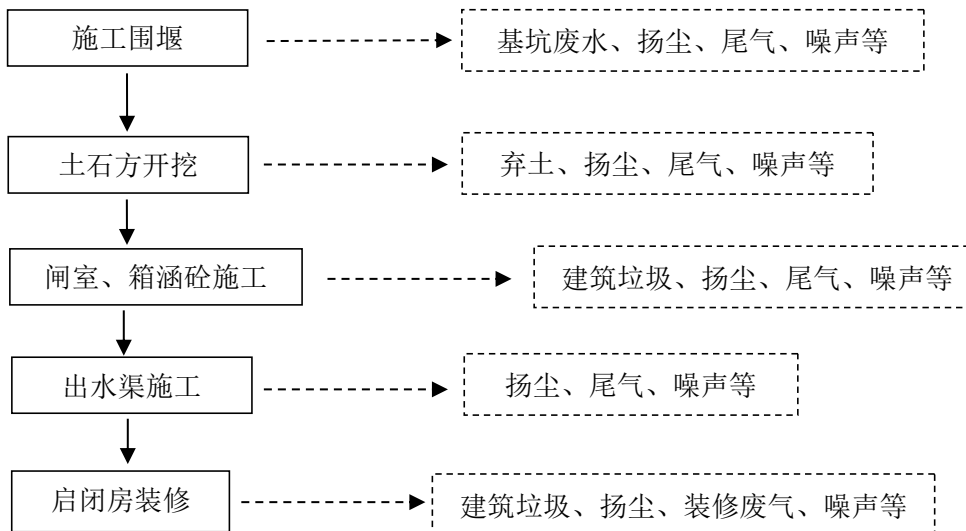 施工围堰
基坑废水、扬尘、尾气、噪声等
土石方开挖
弃土、扬尘、尾气、噪声等
闸室、箱涵砼施工
建筑垃圾、扬尘、尾气、噪声等
出水渠施工
扬尘、尾气、噪声等
启闭房装修
建筑垃圾、扬尘、装修废气、噪声等